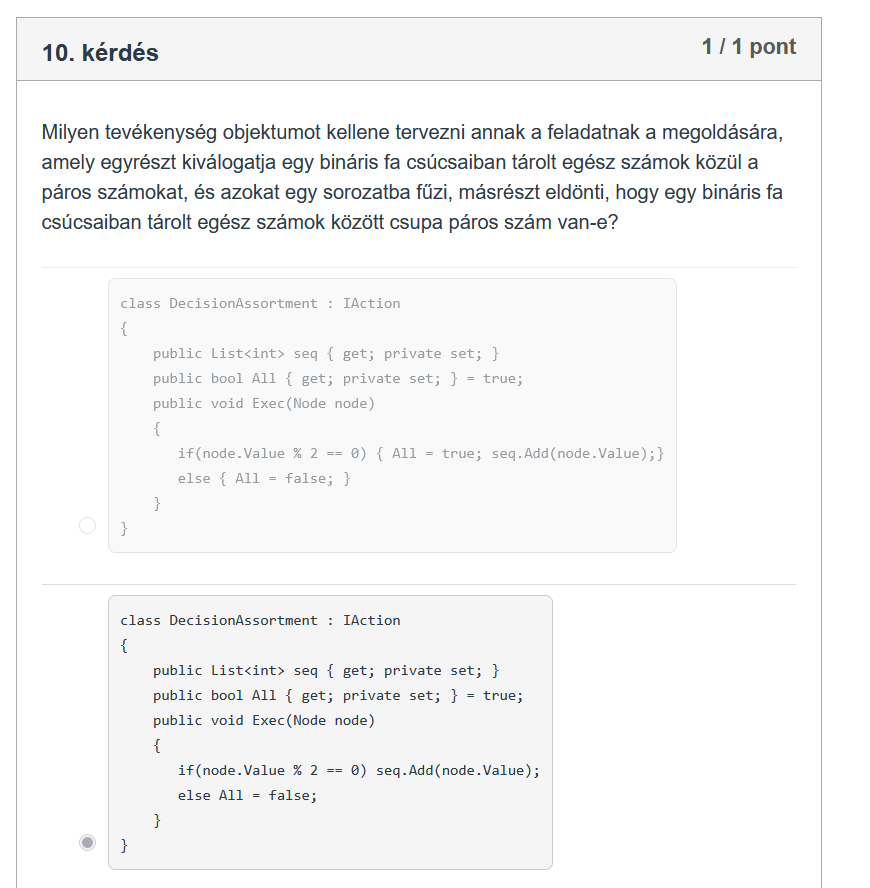 10. kérdés
1 / 1 pont
Milyen tevékenység objektumot kellene tervezni annak a feladatnak a megoldására,
amely egyrészt kiválogatja egy bináris fa csúcsaiban tárolt egész számok közül a
páros számokat, és azokat egy sorozatba fűzi, másrészt eldönti, hogy egy bináris fa
csúcsaiban tárolt egész számok között csupa páros szám van-e?
class DecisionAssortment : IAction
{
    public List<int> seq { get; private set; }
    public bool All { get; private set; } = true;
    public void Exec(Node node)
    {
       if(node.Value % 2 == 0) { All = true; seq.Add(node.Value);}
       else { All = false; }
    }
}
class DecisionAssortment : IAction
{
    public List<int> seq { get; private set; }
    public bool All { get; private set; } = true;
    public void Exec(Node node)
    {
       if(node.Value % 2 == 0) seq.Add(node.Value);
       else All = false;
    }
}